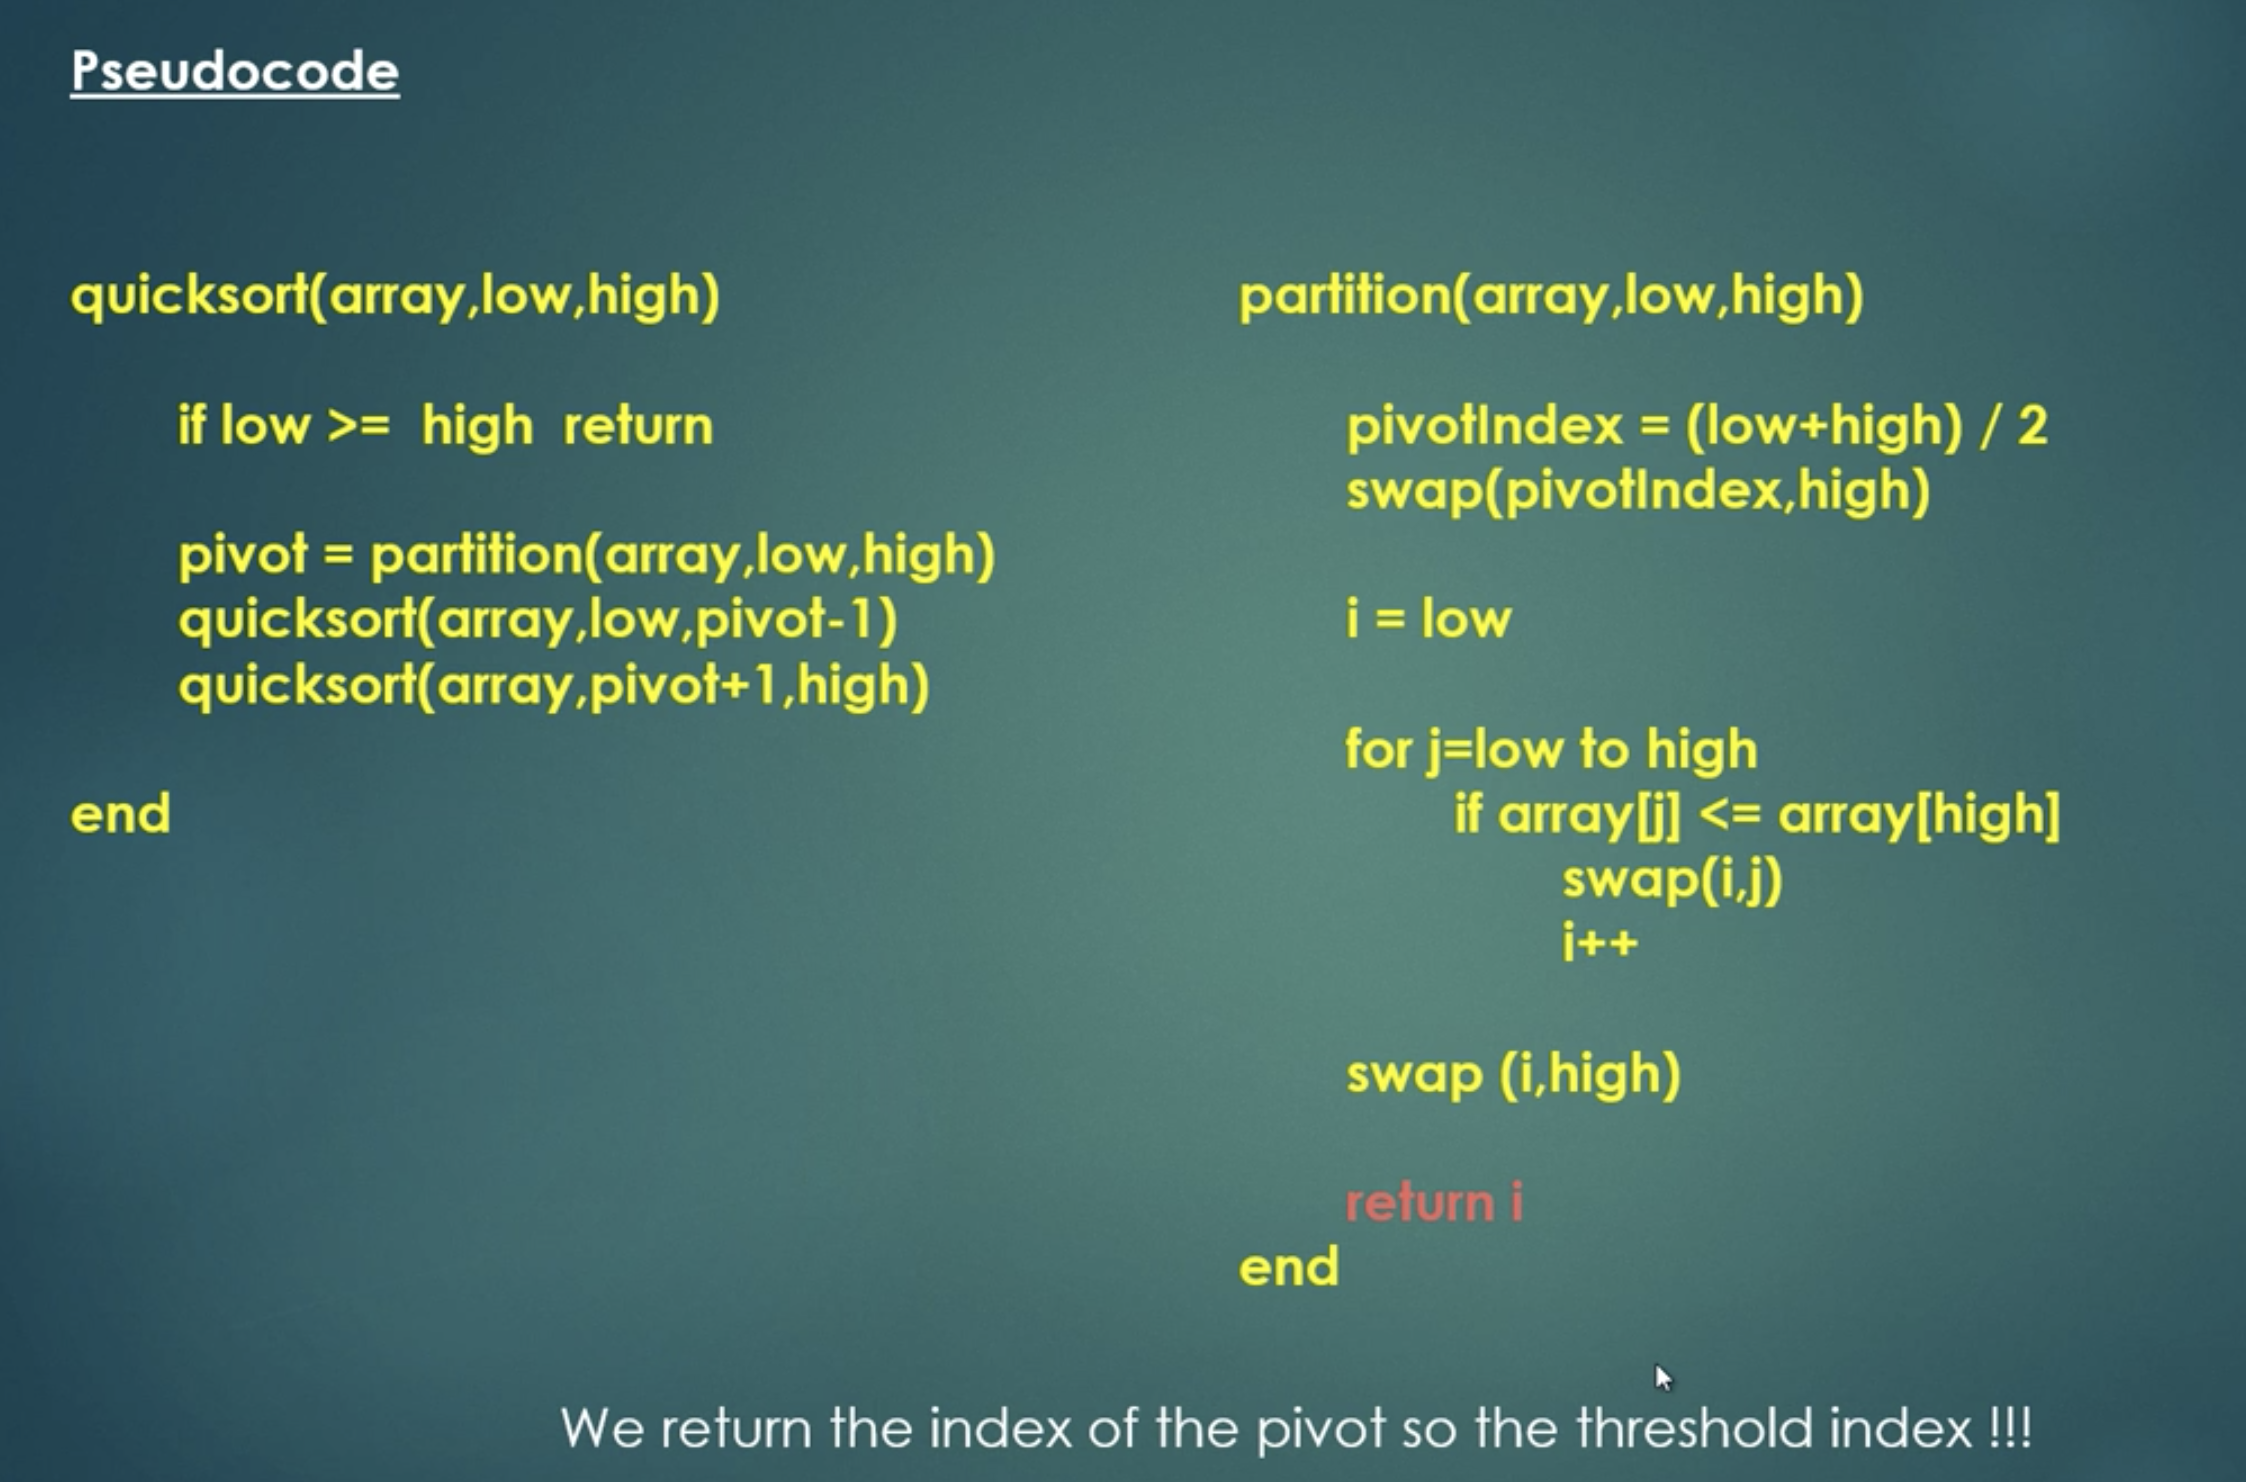 Pseudocode
quicksort(array,low,high)
if low >= high return
pivot = partition(array,low,high)
quicksort(array,low,pivot-1)
quicksort(array,pivot+1,high)
end
partition(array,low,high)
pivotIndex = (low+high) / 2
swap(pivotIndex,high)
i = low
for j=low to high
if array[j] <= array[high]
swap(i,j)
i++
swap (i,high)
return i
end
We return the index of the pivot so the threshold index !!!